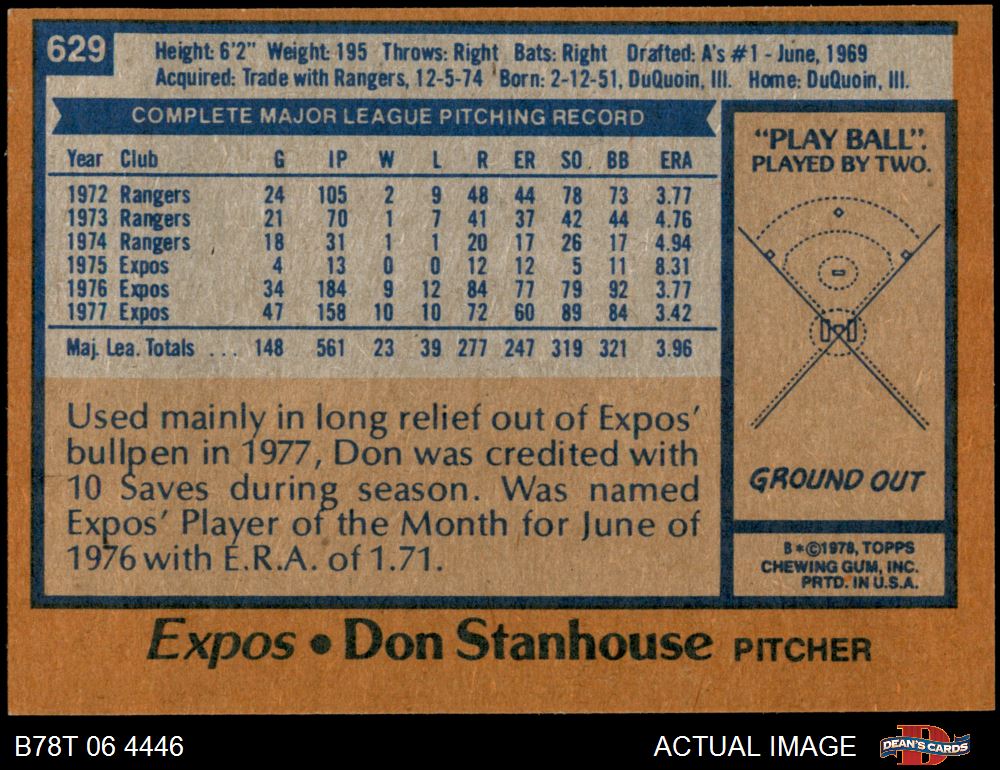 629
Height: 6'2" Weight: 195 Throws: Right Bats: Right Drafted: A's #1 - June, 1969
Acquired: Trade with Rangers, 12-5-74 Born: 2-12-51, DuQuoin, Ill. Home: DuQuoin, Ill.
COMPLETE MAJOR LEAGUE PITCHING RECORD
Year Club G IP W L R ER SO. BB ERA
1972 Rangers 24 105 2 9 48 44 78 73 3.77
1973 Rangers 21 70 1 7 41 37 42 44 4.76
1974 Rangers 18 31 1 1 20 17 26 17 4.94
1975 Expos 4 13 0 0 12 12 5 11 8.31
1976 Expos 34 184 9 12 84 77 79 92 3.77
1977 Expos 47 158 10 10 72 60 89 84 3.42
Maj. Lea. Totals ... 148 561 23 39 277 247 319 321 3.96
Used mainly in long relief out of Expos'
bullpen in 1977, Don was credited with
10 Saves during season. Was named
Expos' Player of the Month for June of
1976 with E.R.A. of 1.71.
"PLAY BALL":
PLAYED BY TWO.
GROUND OUT
B*©1978, TOPPS
CHEWING GUM, INC.
PRTD. IN U.S.A.
Expos • Don Stanhouse PITCHER
B78T 06 4446 ACTUAL IMAGE DEAN'S CARDS